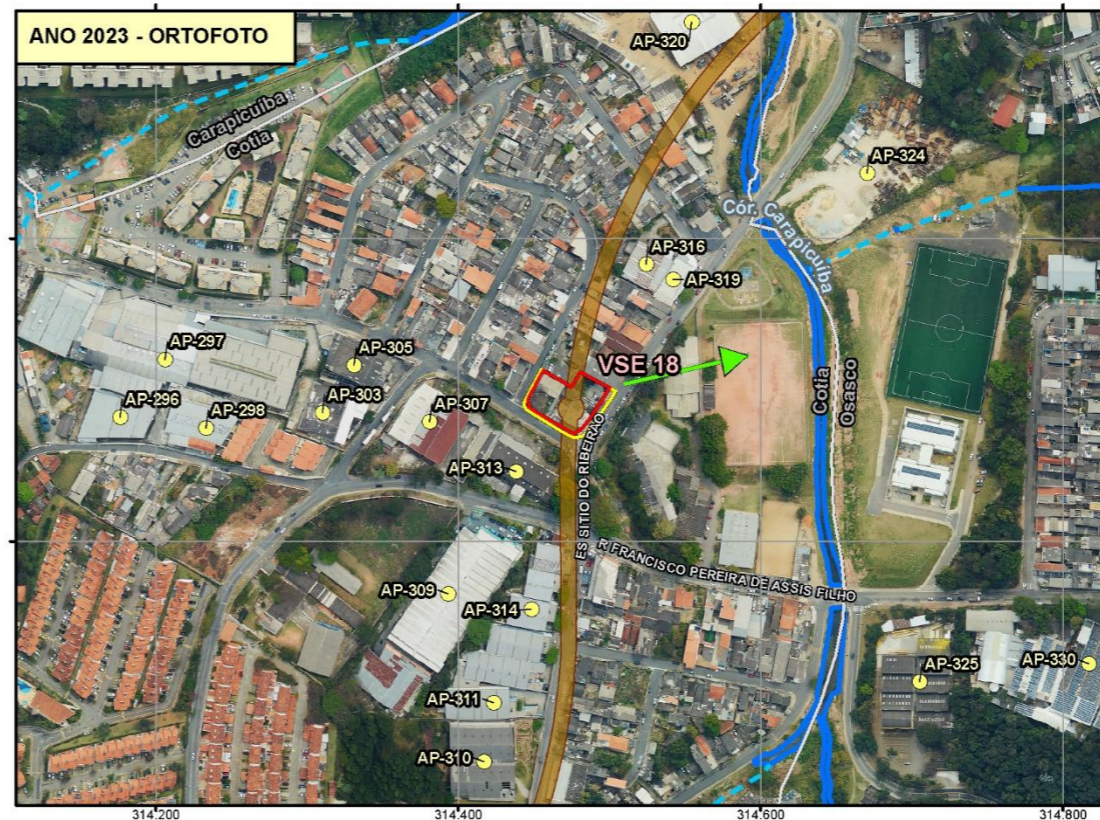 ANO 2023 - ORTOFOTO
AP-320
Carapicuíba
Cotia
AP-324
Cór. Carapicuíba
AP-316
AP-319
AP-297
AP-305
VSE 18
AP-296
AP-298
AP-303
AP-307
Cotia
Osasco
AP-313
ES SITIO DO RIBEIRÃO
R FRANCISCO PEREIRA DE ASSIS FILHO
AP-309
AP-314
AP-325
AP-330
AP-311
AP-310
314.200
314.400
314.600
314.800